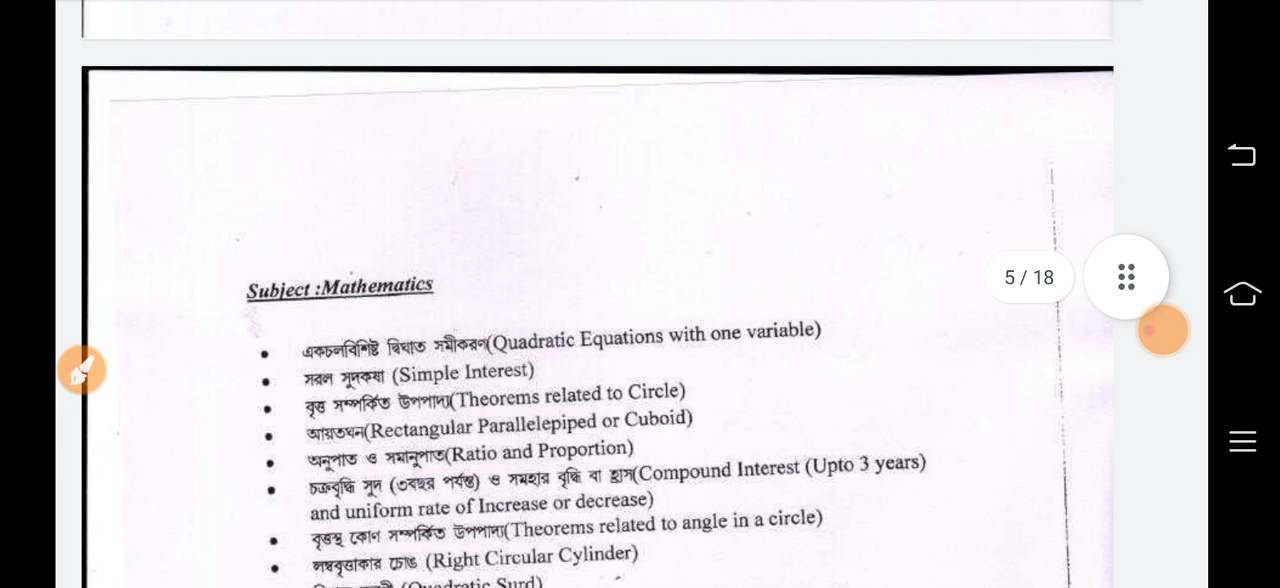 Subject :Mathematics
5 / 18
• একচলবিশিষ্ট দ্বিঘাত সমীকরণ(Quadratic Equations with one variable)
• সরল সুদকষা (Simple Interest)
• বৃত্ত সম্পর্কিত উপপাদ্য(Theorems related to Circle)
• আয়তঘন(Rectangular Parallelepiped or Cuboid)
• অনুপাত ও সমানুপাত(Ratio and Proportion)
• চক্রবৃদ্ধি সুদ (৩বছর পর্যন্ত) ও সমহার বৃদ্ধি বা হ্রাস(Compound Interest (Upto 3 years)
and uniform rate of Increase or decrease)
• বৃত্তস্থ কোণ সম্পর্কিত উপপাদ্য(Theorems related to angle in a circle)
• লম্ববৃত্তাকার চোঙ (Right Circular Cylinder)
(Quadratic Surd)